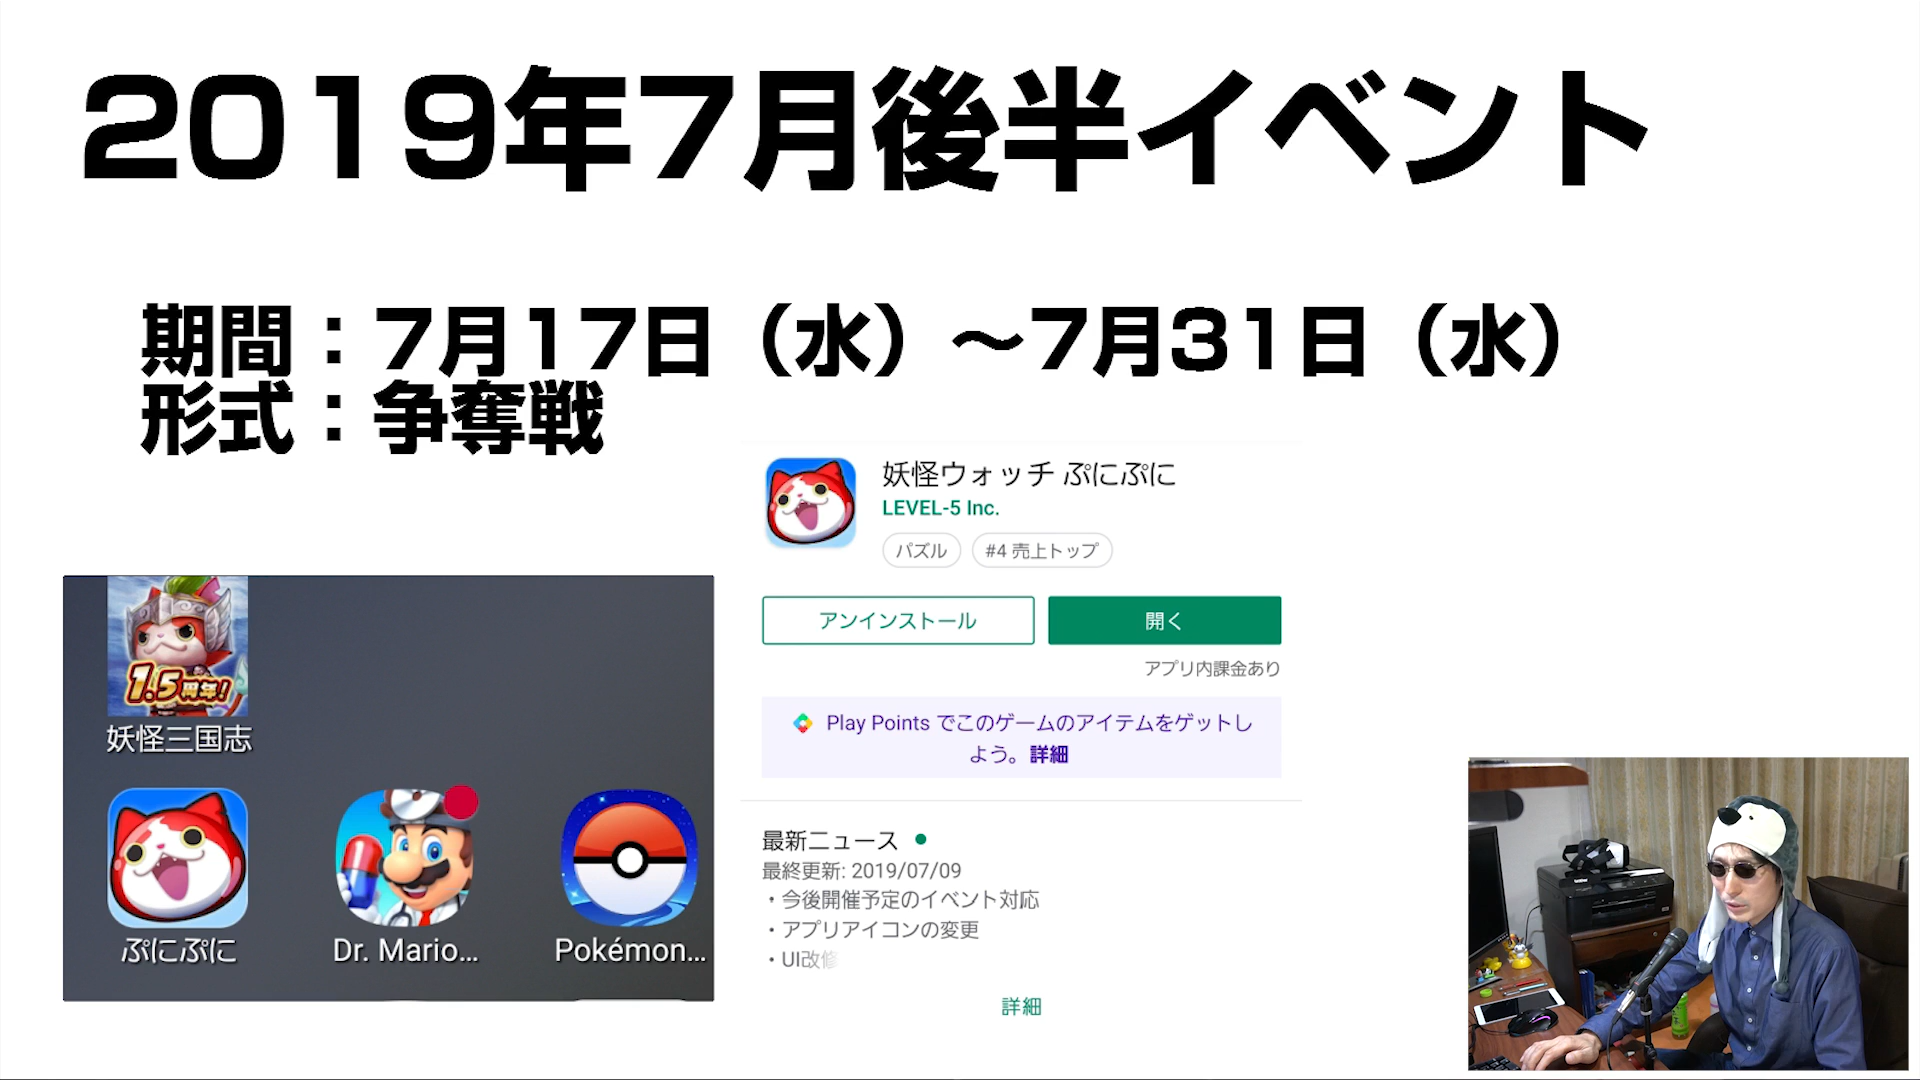 2019年7月後半イベント
期間：7月17日（水）～7月31日（水）
形式：争奪戦
妖怪ウォッチ ぷにぷに
LEVEL-5 Inc.
パズル
#4 売上トップ
アンインストール
開く
アプリ内課金あり
Play Points でこのゲームのアイテムをゲットし
よう。詳細
最新ニュース
最終更新: 2019/07/09
・今後開催予定のイベント対応
・アプリアイコンの変更
・UI改修
詳細
1.5周年!
妖怪三国志
ぷにぷに
Dr. Mario...
Pokémon...